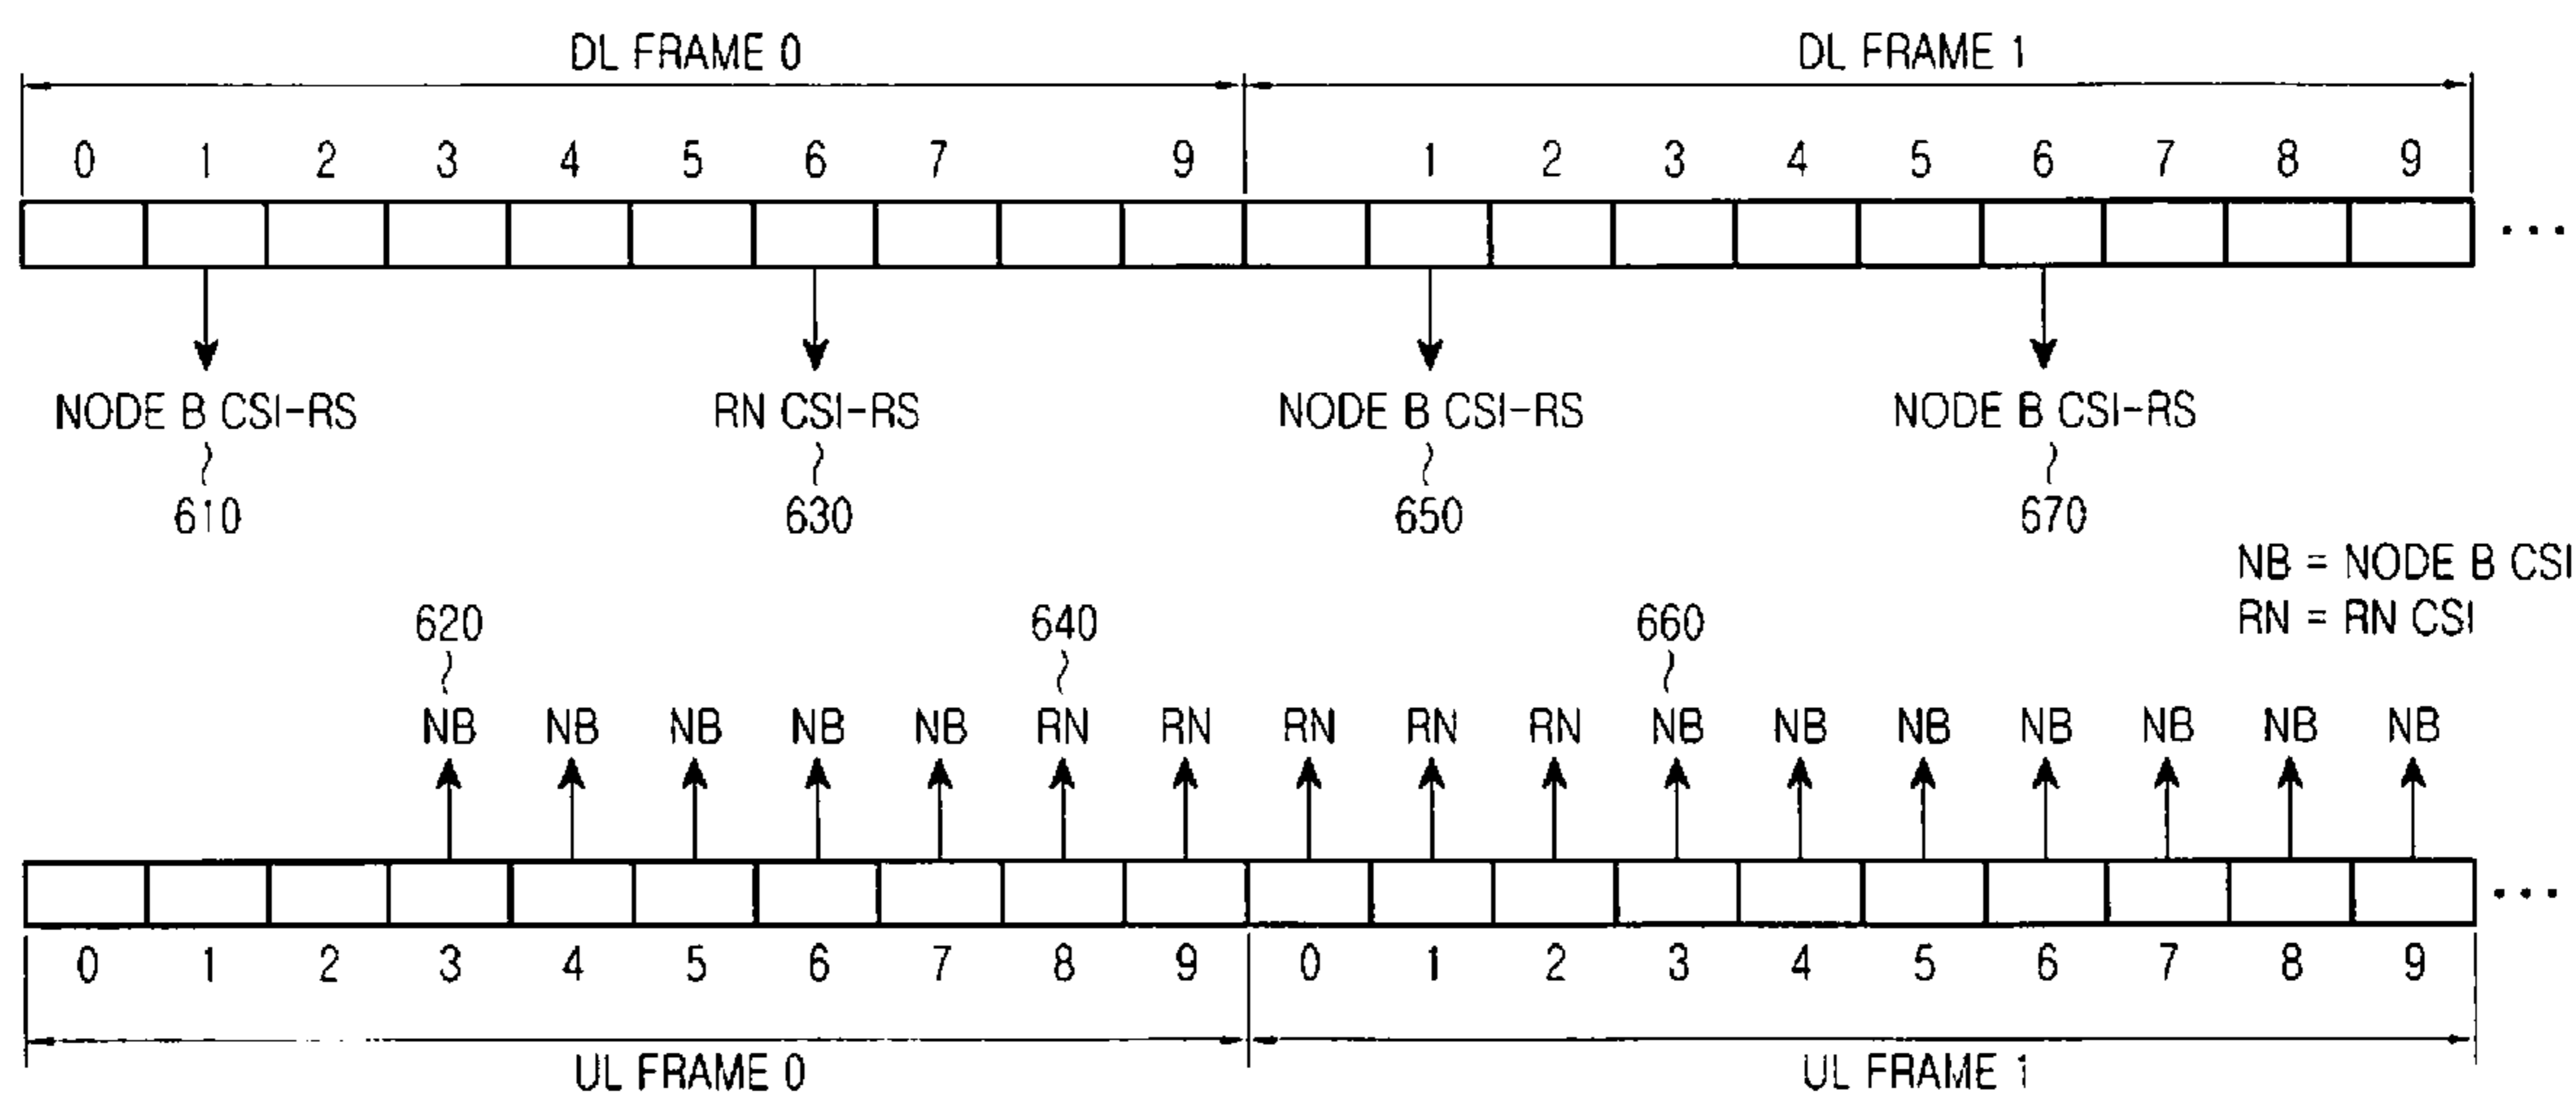 DL FRAME 0 DL FRAME 1
0 1 2 3 4 5 6 7 9 1 2 3 4 5 6 7 8 9
...
NODE B CSI-RS RN CSI-RS NODE B CSI-RS NODE B CSI-RS
610 630 650 670
NB = NODE B CSI
RN = RN CSI
620 640 660
NB NB NB NB NB RN RN RN RN RN NB NB NB NB NB NB NB
...
0 1 2 3 4 5 6 7 8 9 0 1 2 3 4 5 6 7 8 9
UL FRAME 0 UL FRAME 1